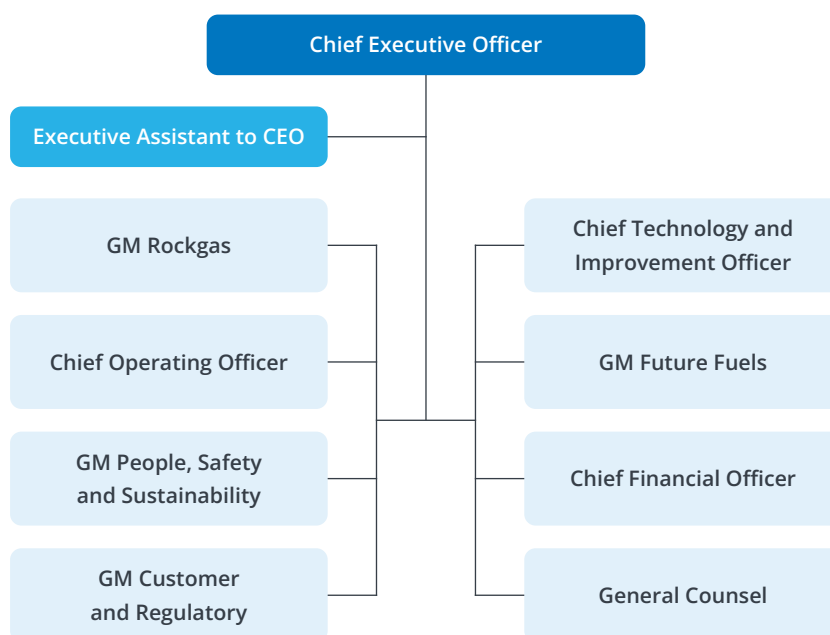 Chief Executive Officer
Executive Assistant to CEO
GM Rockgas
Chief Operating Officer
GM People, Safety
and Sustainability
GM Customer
and Regulatory
Chief Technology and
Improvement Officer
GM Future Fuels
Chief Financial Officer
General Counsel